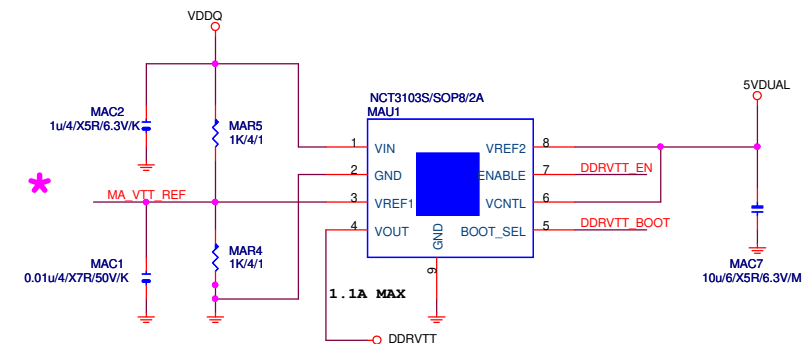 VDDQ
5VDUAL
NCT3103S/SOP8/2A
MAU1
MAC2
1u/4/X5R/6.3V/K
MAR5
1K/4/1
1 VIN VREF2 8
2 GND ENABLE 7 DDRVTT_EN
MA_VTT_REF 3 VREF1 VCNTL 6
4 VOUT BOOT_SEL 5 DDRVTT_BOOT
GND
9
MAC1
0.01u/4/X7R/50V/K
MAR4
1K/4/1
MAC7
10u/6/X5R/6.3V/M
1.1A MAX
DDRVTT